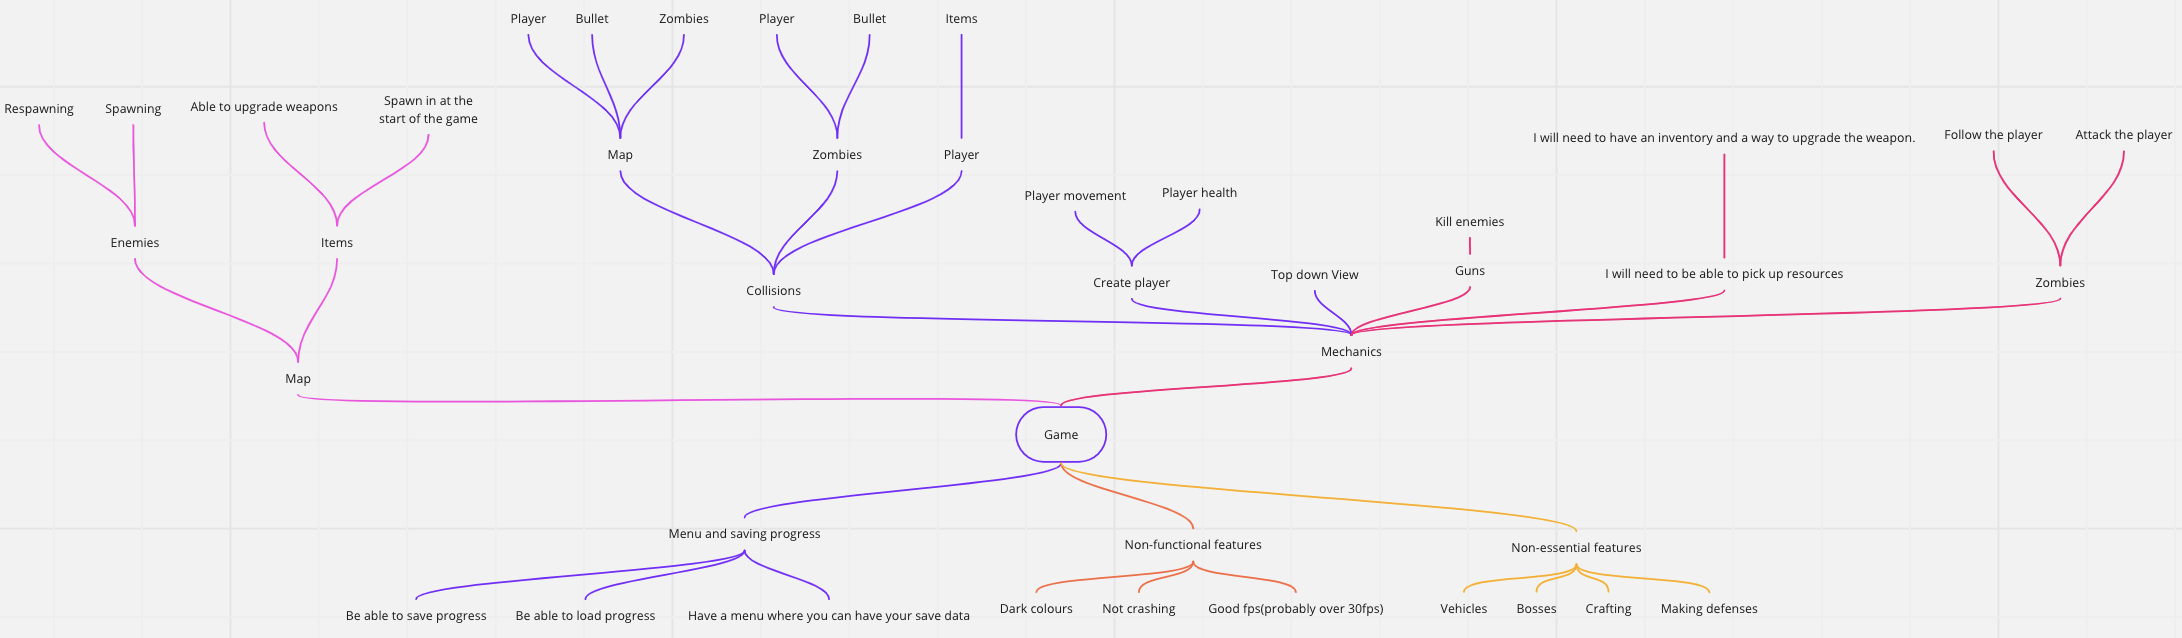 Player
Bullet
Zombies
Player
Bullet
Items
Respawning
Spawning
Able to upgrade weapons
Spawn in at the
start of the game
Map
Zombies
Player
I will need to have an inventory and a way to upgrade the weapon.
Follow the player
Attack the player
Player movement
Player health
Kill enemies
Enemies
Items
Collisions
Create player
Top down View
Guns
I will need to be able to pick up resources
Zombies
Mechanics
Map
Game
Menu and saving progress
Non-functional features
Non-essential features
Be able to save progress
Be able to load progress
Have a menu where you can have your save data
Dark colours
Not crashing
Good fps(probably over 30fps)
Vehicles
Bosses
Crafting
Making defenses